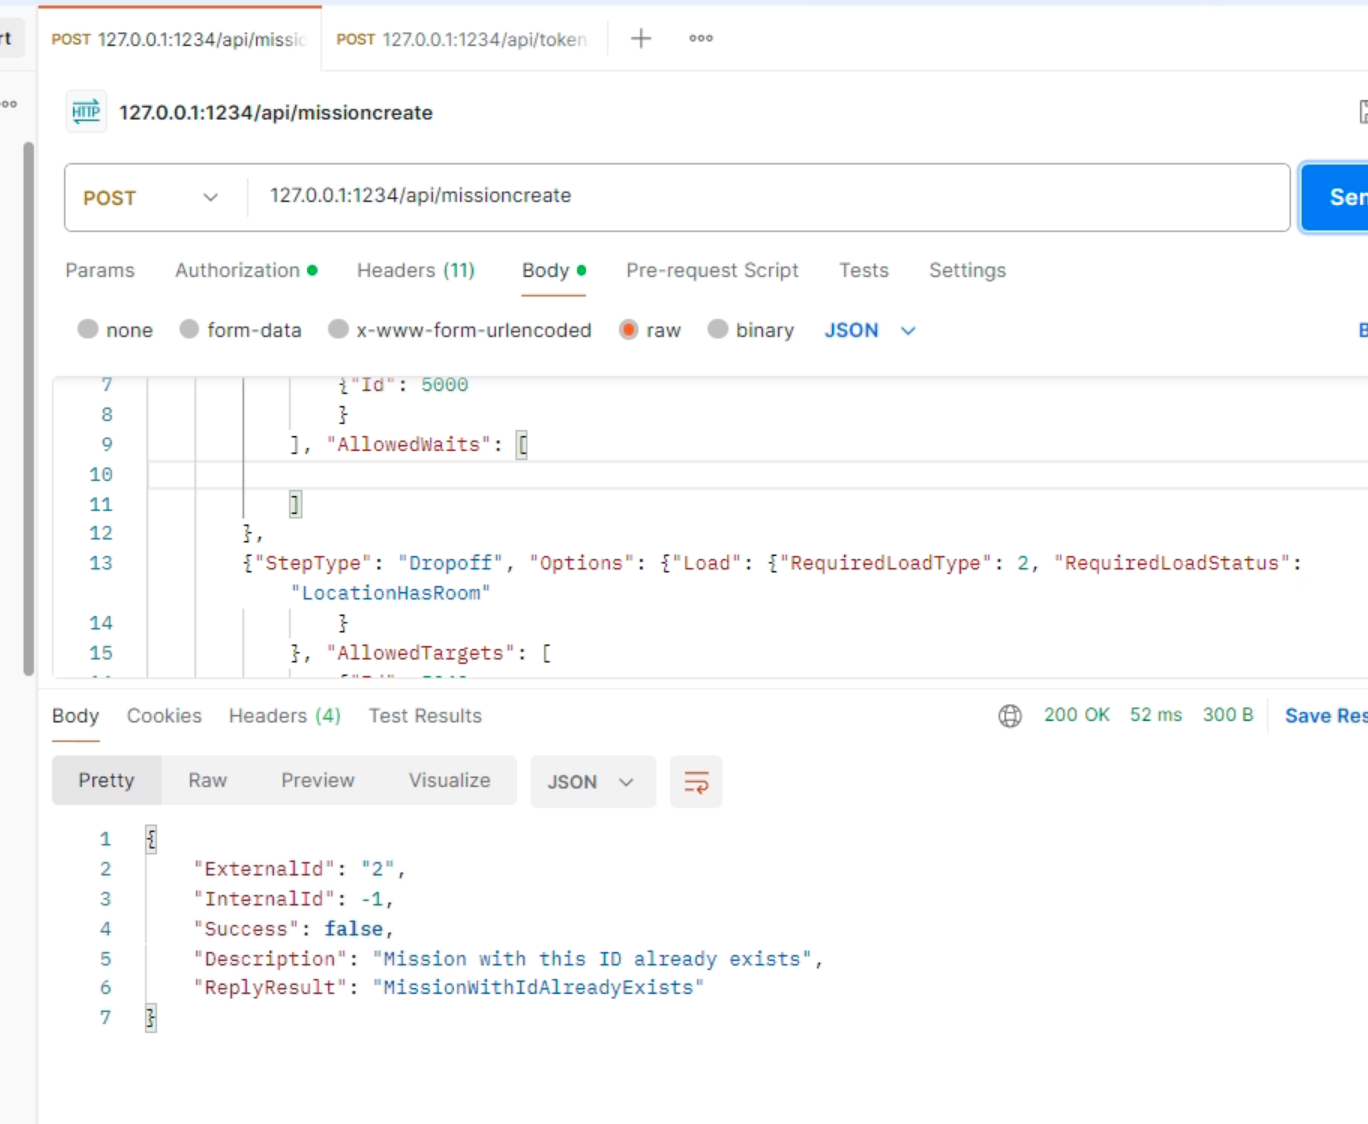 rt
POST 127.0.0.1:1234/api/missic
POST 127.0.0.1:1234/api/token
HTTP 127.0.0.1:1234/api/missioncreate
POST 127.0.0.1:1234/api/missioncreate
Sen
Params Authorization Headers (11) Body Pre-request Script Tests Settings
none form-data x-www-form-urlencoded raw binary JSON B
7 {"Id": 5000
8 }
9 ], "AllowedWaits": [
10
11 ]
12 },
13 {"StepType": "Dropoff", "Options": {"Load": {"RequiredLoadType": 2, "RequiredLoadStatus":
"LocationHasRoom"
14 }
15 }, "AllowedTargets": [
Body Cookies Headers (4) Test Results 200 OK 52 ms 300 B Save Res
Pretty Raw Preview Visualize JSON
1 {
2 "ExternalId": "2",
3 "InternalId": -1,
4 "Success": false,
5 "Description": "Mission with this ID already exists",
6 "ReplyResult": "MissionWithIdAlreadyExists"
7 }